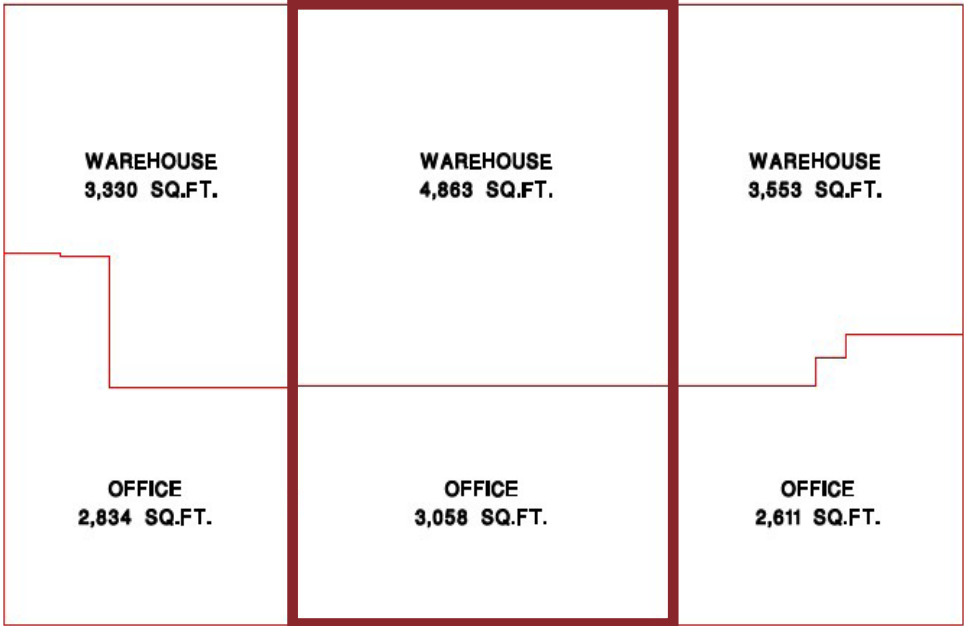 WAREHOUSE
3,330 SQ.FT.
WAREHOUSE
4,863 SQ.FT.
WAREHOUSE
3,553 SQ.FT.
OFFICE
2,834 SQ.FT.
OFFICE
3,058 SQ.FT.
OFFICE
2,611 SQ.FT.